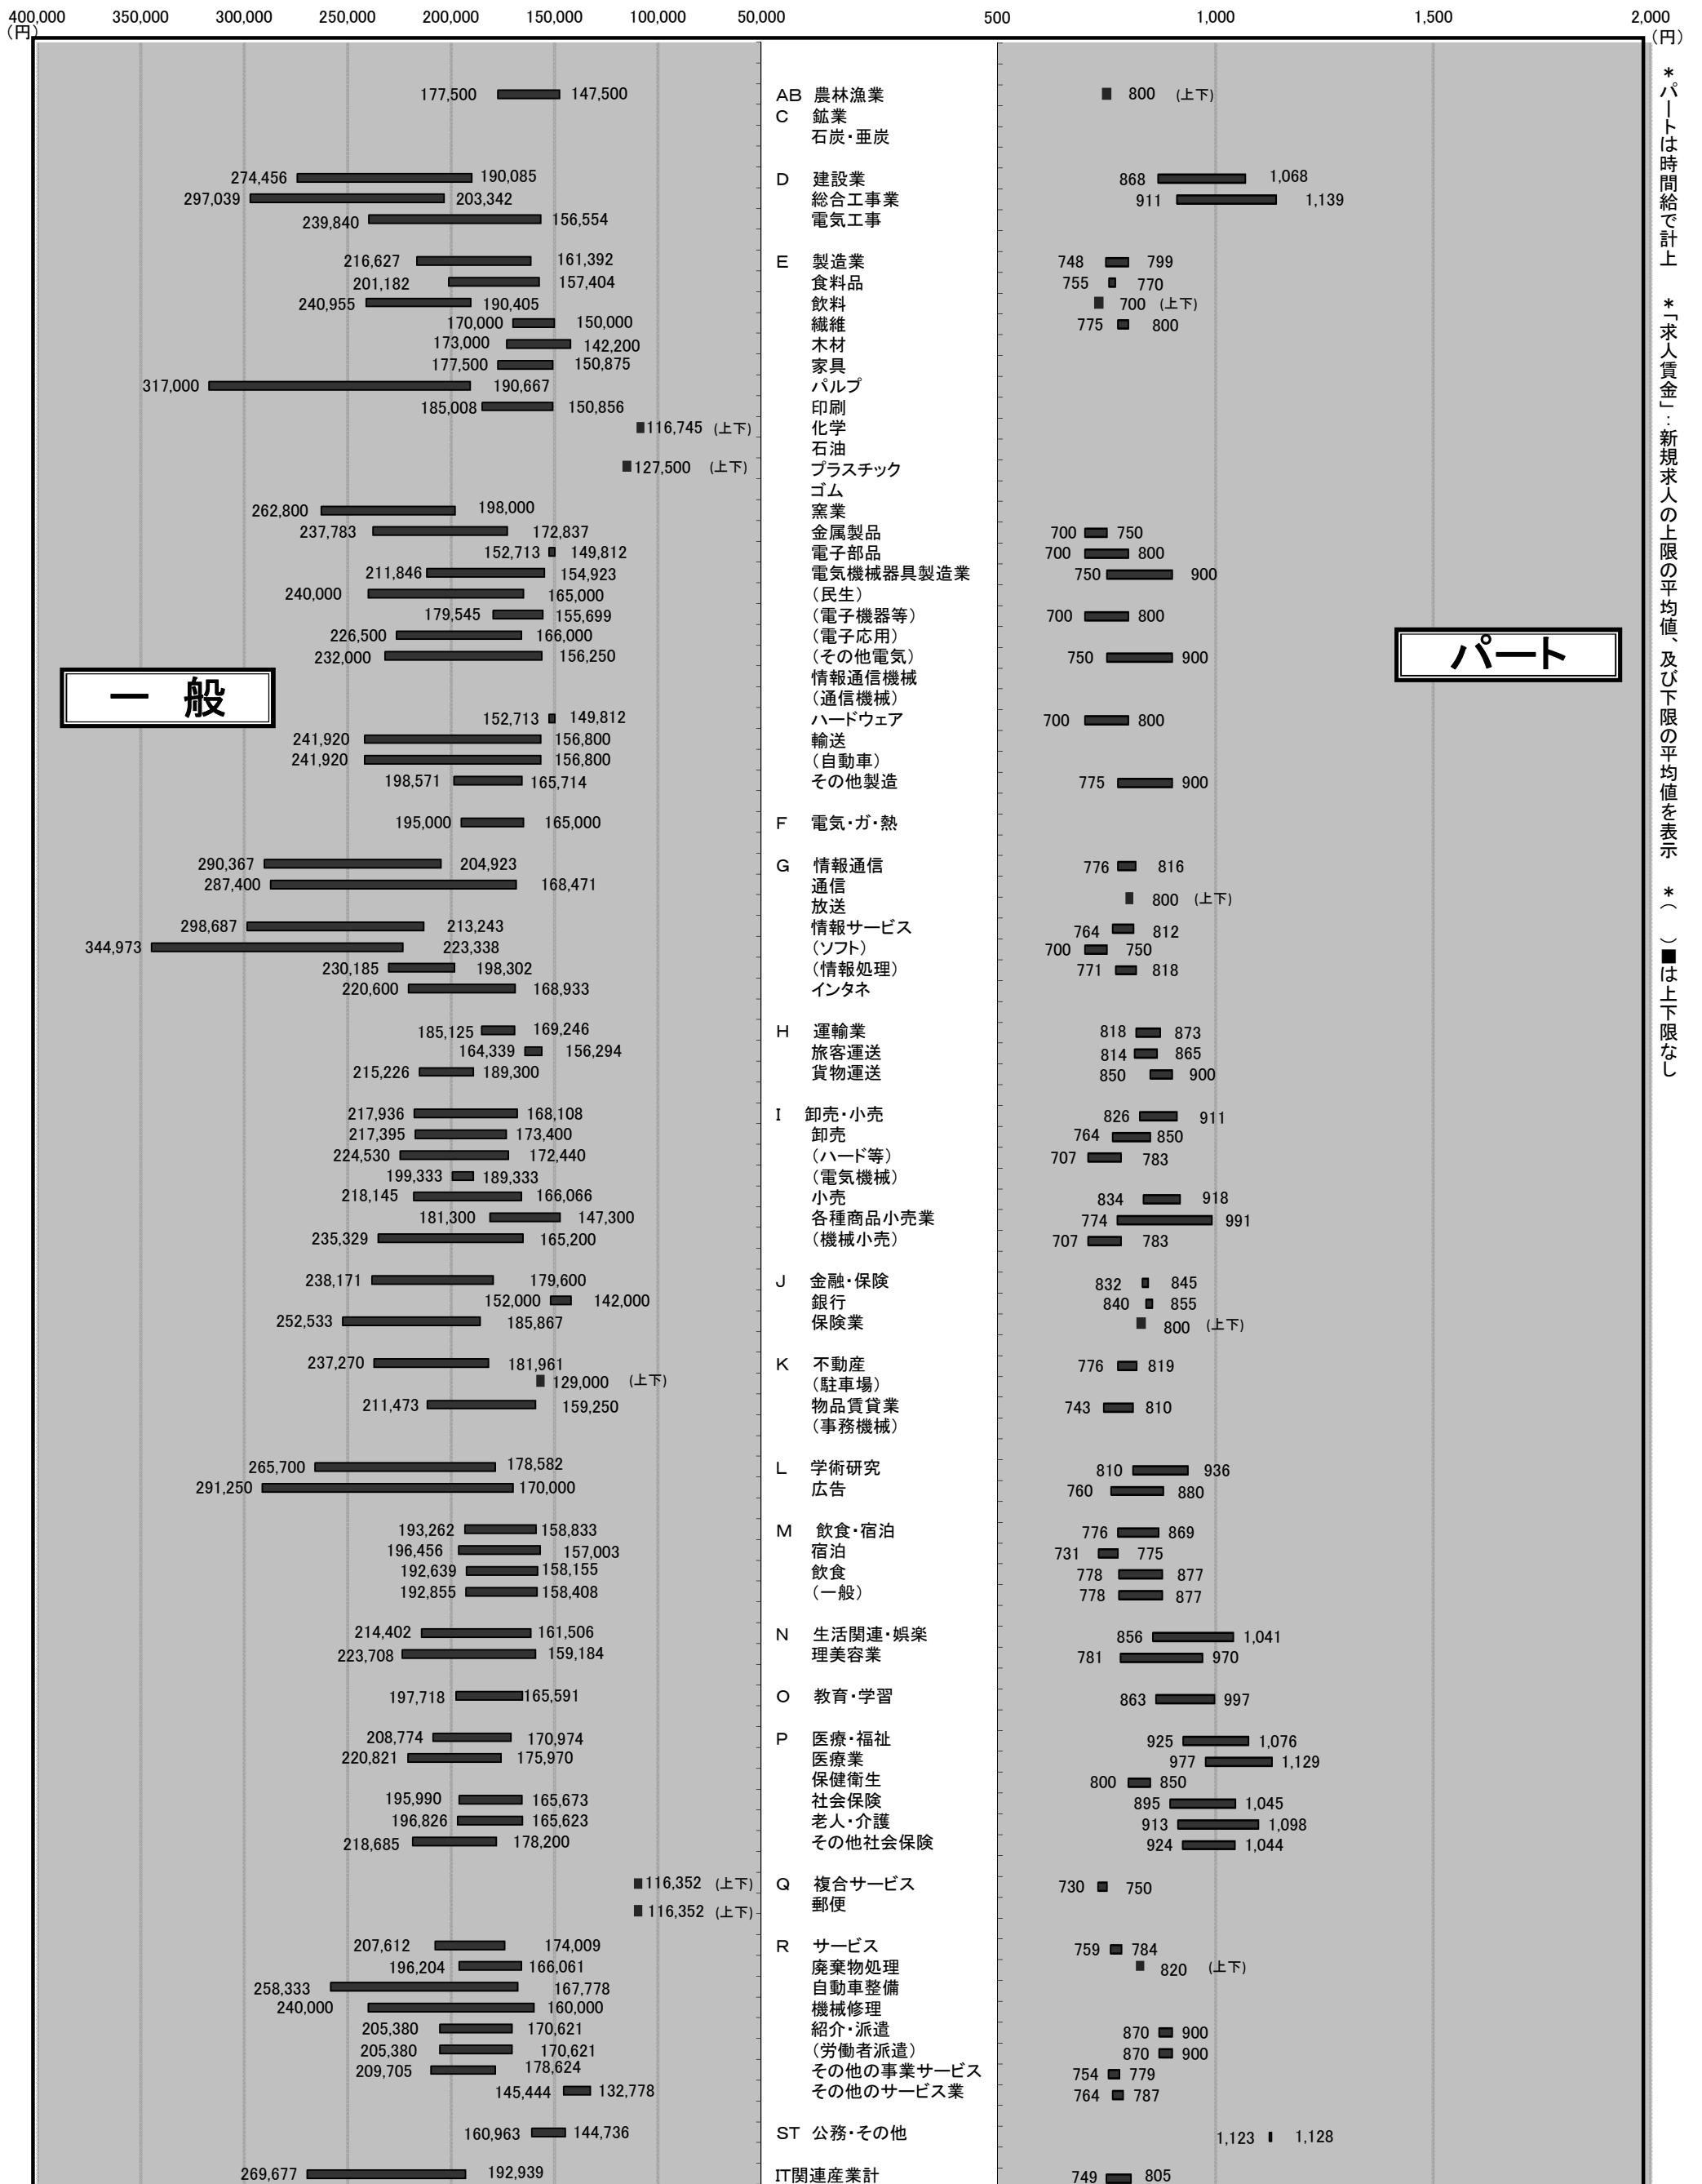 400,000 350,000 300,000 250,000 200,000 150,000 100,000 50,000 500 1,000 1,500 2,000
(円) (円)
177,500 147,500 AB 農林漁業 800 (上下)
C 鉱業
石炭・亜炭
274,456 190,085 D 建設業 868 1,068
297,039 203,342 総合工事業 911 1,139
239,840 156,554 電気工事
216,627 161,392 E 製造業 748 799
201,182 157,404 食料品 755 770
240,955 190,405 飲料 700 (上下)
170,000 150,000 繊維 775 800
173,000 142,200 木材
177,500 150,875 家具
317,000 190,667 パルプ
185,008 150,856 印刷
116,745 (上下) 化学
石油
127,500 (上下) プラスチック
ゴム
262,800 198,000 窯業
237,783 172,837 金属製品 700 750
152,713 149,812 電子部品 700 800
211,846 154,923 電気機械器具製造業 750 900
240,000 165,000 (民生)
179,545 155,699 (電子機器等) 700 800
226,500 166,000 (電子応用)
232,000 156,250 (その他電気) 750 900
パート
情報通信機械
一 般
(通信機械)
152,713 149,812 ハードウェア 700 800
241,920 156,800 輸送
241,920 156,800 (自動車)
198,571 165,714 その他製造 775 900
195,000 165,000 F 電気・ガ・熱
290,367 204,923 G 情報通信 776 816
287,400 168,471 通信 800 (上下)
放送
298,687 213,243 情報サービス 764 812
344,973 223,338 (ソフト) 700 750
230,185 198,302 (情報処理) 771 818
220,600 168,933 インタネ
185,125 169,246 H 運輸業 818 873
164,339 156,294 旅客運送 814 865
215,226 189,300 貨物運送 850 900
217,936 168,108 I 卸売・小売 826 911
217,395 173,400 卸売 764 850
224,530 172,440 (ハード等) 707 783
199,333 189,333 (電気機械)
218,145 166,066 小売 834 918
181,300 147,300 各種商品小売業 774 991
235,329 165,200 (機械小売) 707 783
238,171 179,600 J 金融・保険 832 845
152,000 142,000 銀行 840 855
252,533 185,867 保険業 800 (上下)
237,270 181,961 K 不動産 776 819
129,000 (上下) (駐車場)
211,473 159,250 物品賃貸業 743 810
(事務機械)
265,700 178,582 L 学術研究 810 936
291,250 170,000 広告 760 880
193,262 158,833 M 飲食・宿泊 776 869
196,456 157,003 宿泊 731 775
192,639 158,155 飲食 778 877
192,855 158,408 (一般) 778 877
214,402 161,506 N 生活関連・娯楽 856 1,041
223,708 159,184 理美容業 781 970
197,718 165,591 O 教育・学習 863 997
208,774 170,974 P 医療・福祉 925 1,076
220,821 175,970 医療業 977 1,129
保健衛生 800 850
195,990 165,673 社会保険 895 1,045
196,826 165,623 老人・介護 913 1,098
218,685 178,200 その他社会保険 924 1,044
116,352 (上下) Q 複合サービス 730 750
116,352 (上下) 郵便
207,612 174,009 R サービス 759 784
196,204 166,061 廃棄物処理 820 (上下)
258,333 167,778 自動車整備
240,000 160,000 機械修理
205,380 170,621 紹介・派遣 870 900
205,380 170,621 (労働者派遣) 870 900
209,705 178,624 その他の事業サービス 754 779
145,444 132,778 その他のサービス業 764 787
160,963 144,736 ST 公務・その他 1,123 1,128
269,677 192,939 IT関連産業計 749 805
*パートは時間給で計上 *「求人賃金」:新規求人の上限の平均値、及び下限の平均値を表示 *( )■は上下限なし